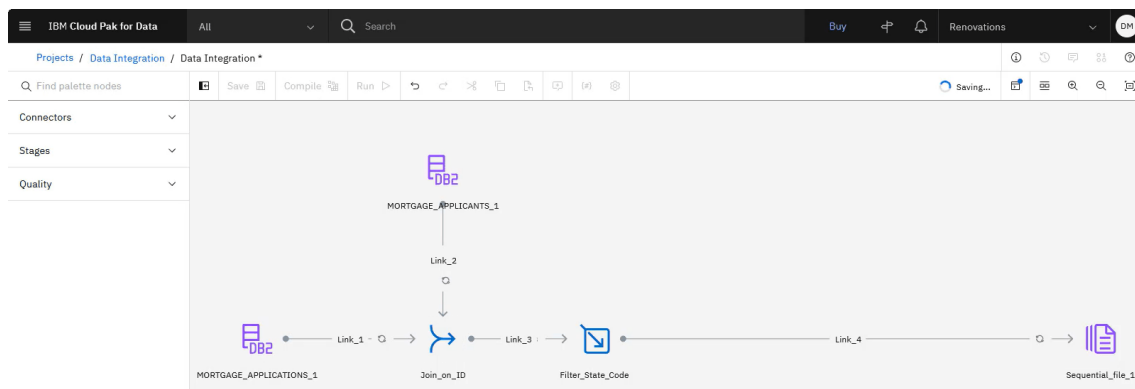 IBM Cloud Pak for Data All Search Buy Renovations DM
Projects / Data Integration / Data Integration *
Find palette nodes Save Compile Run Saving...
Connectors
Stages
Quality
DB2
MORTGAGE_APPLICANTS_1
Link_2
DB2 Link_1 Link_3 Link_4
MORTGAGE_APPLICATIONS_1 Join_on_ID Filter_State_Code Sequential_file_1